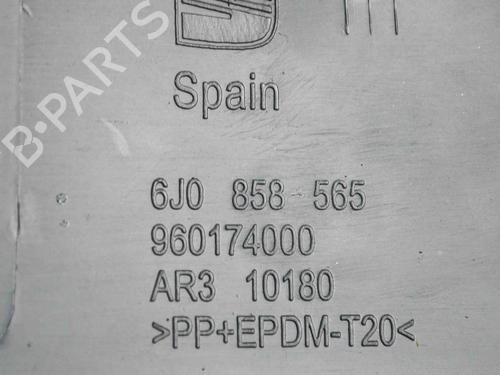 B-PARTS
Spain
6J0 858 565
960174000
AR3 10180
>PP+EPDM-T20<